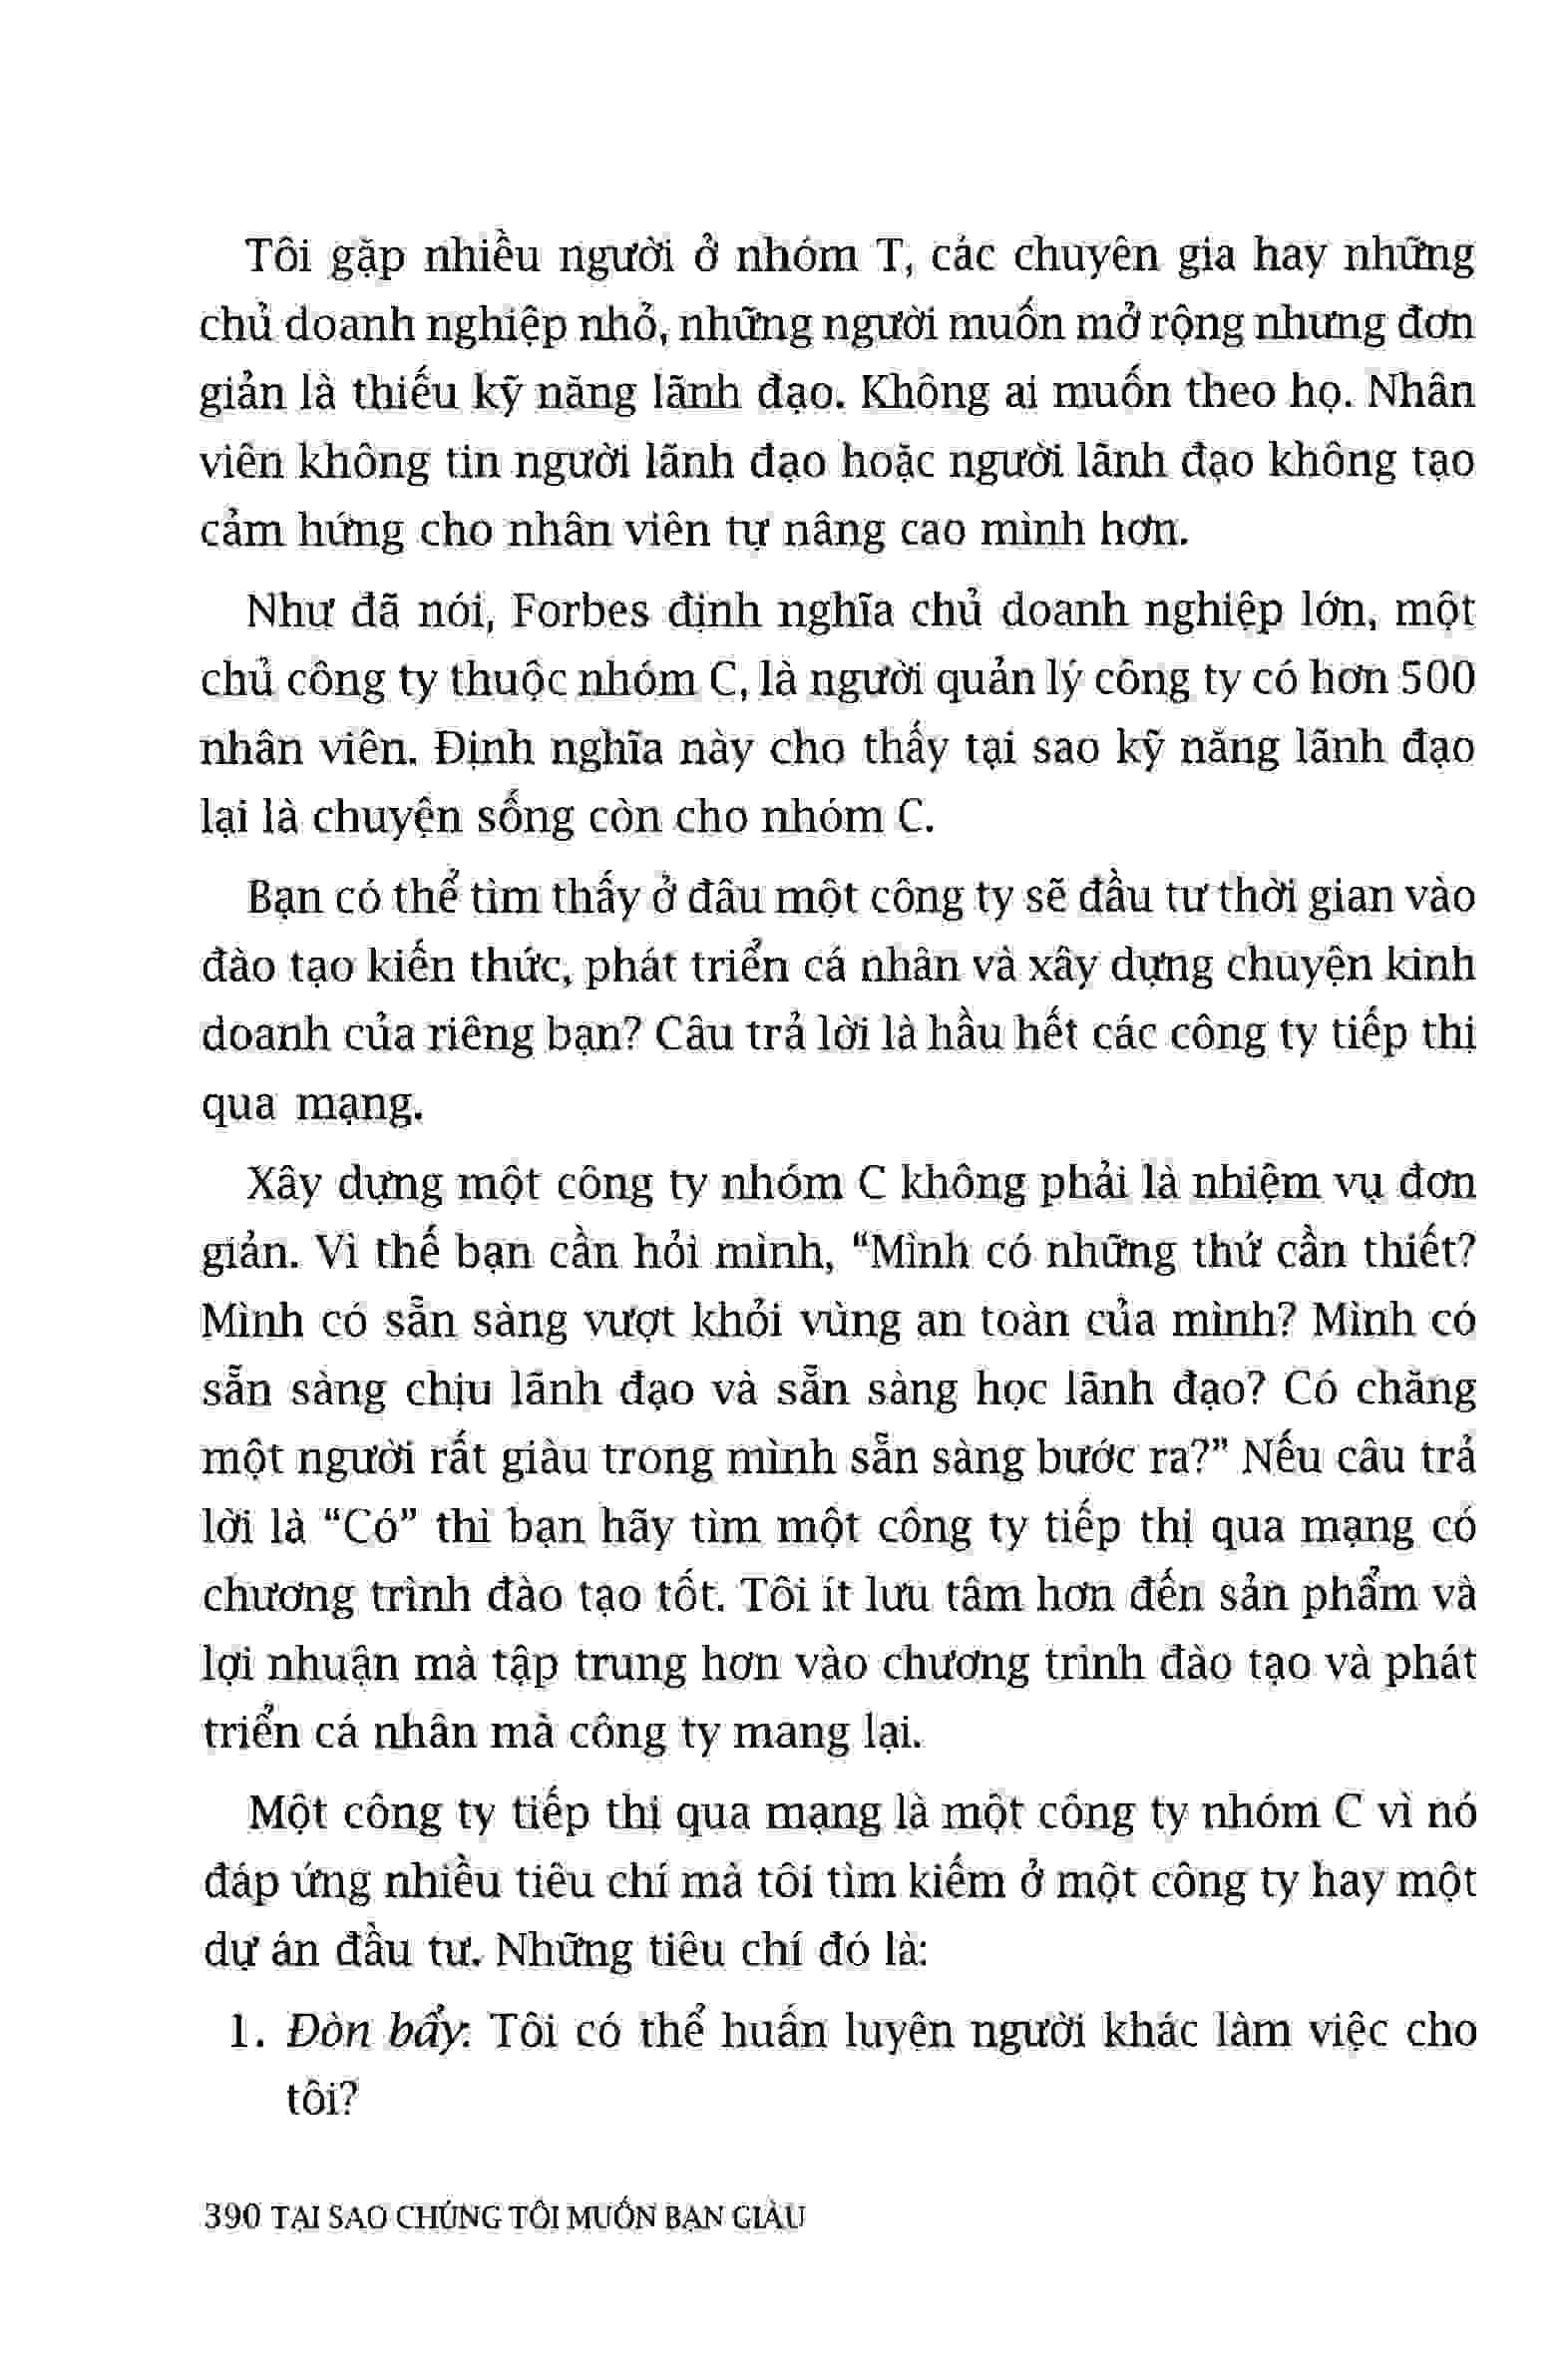 Tôi gặp nhiều người ở nhóm T, các chuyên gia hay những
chủ doanh nghiệp nhỏ, những người muốn mở rộng nhưng đơn
giản là thiếu kỹ năng lãnh đạo. Không ai muốn theo họ. Nhân
viên không tin người lãnh đạo hoặc người lãnh đạo không tạo
cảm hứng cho nhân viên tự nâng cao mình hơn.
Như đã nói, Forbes định nghĩa chủ doanh nghiệp lớn, một
chủ công ty thuộc nhóm C, là người quản lý công ty có hơn 500
nhân viên. Định nghĩa này cho thấy tại sao kỹ năng lãnh đạo
lại là chuyện sống còn cho nhóm C.
Bạn có thể tìm thấy ở đâu một công ty sẽ đầu tư thời gian vào
đào tạo kiến thức, phát triển cá nhân và xây dựng chuyện kinh
doanh của riêng bạn? Câu trả lời là hầu hết các công ty tiếp thị
qua mạng.
Xây dựng một công ty nhóm C không phải là nhiệm vụ đơn
giản. Vì thế bạn cần hỏi mình, “Mình có những thứ cần thiết?
Mình có sẵn sàng vượt khỏi vùng an toàn của mình? Mình có
sẵn sàng chịu lãnh đạo và sẵn sàng học lãnh đạo? Có chăng
một người rất giàu trong mình sẵn sàng bước ra?” Nếu câu trả
lời là “Có” thì bạn hãy tìm một công ty tiếp thị qua mạng có
chương trình đào tạo tốt. Tôi ít lưu tâm hơn đến sản phẩm và
lợi nhuận mà tập trung hơn vào chương trình đào tạo và phát
triển cá nhân mà công ty mang lại.
Một công ty tiếp thị qua mạng là một công ty nhóm C vì nó
đáp ứng nhiều tiêu chí mà tôi tìm kiếm ở một công ty hay một
dự án đầu tư. Những tiêu chí đó là:
1. Đòn bẩy: Tôi có thể huấn luyện người khác làm việc cho
tôi?
390 TẠI SAO CHÚNG TÔI MUỐN BẠN GIÀU